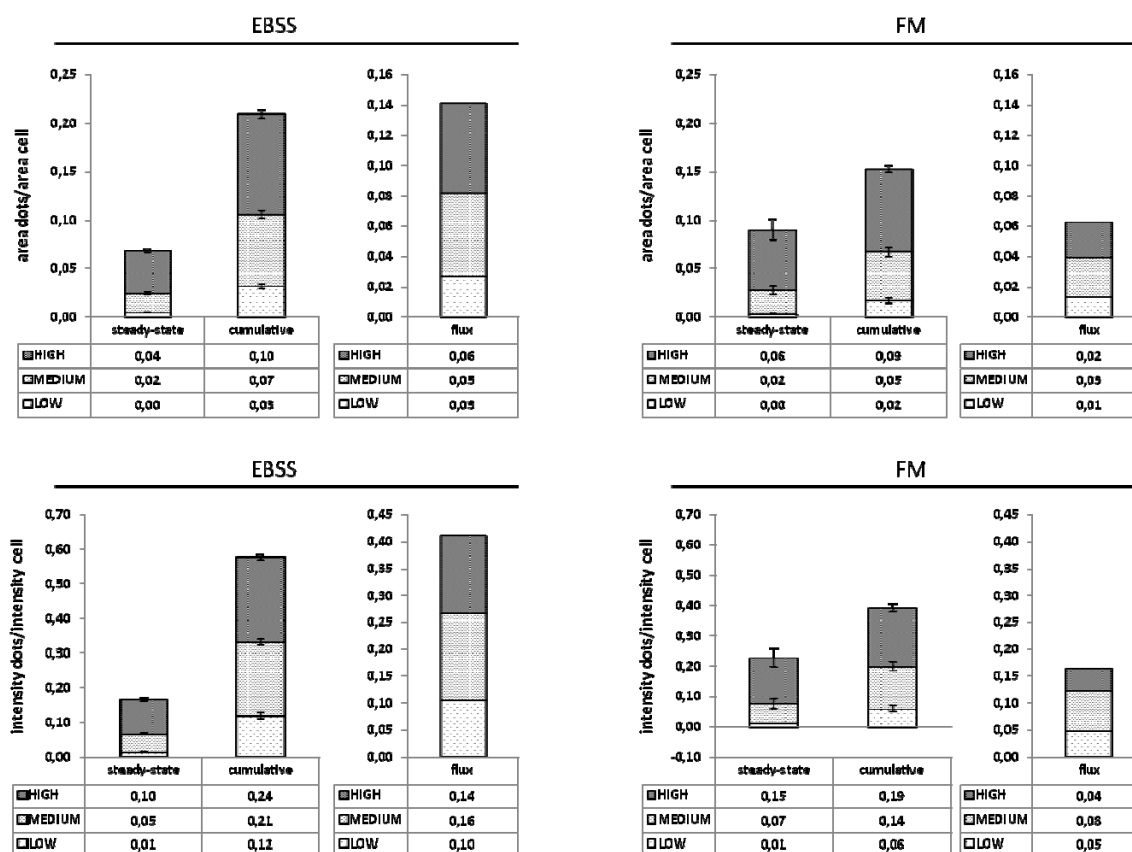 EBSS FM
0,25 0,16 0,25 0,16
0,14 0,14
0,20 0,20
0,12 0,12
0,15 0,10 0,15 0,10
0,08 0,08
0,10 0,10
0,06 0,06
0,05 0,04 0,05 0,04
0,02 0,02
0,00 0,00 0,00 0,00
area dots/area cell area dots/area cell
steady-state cumulative flux steady-state cumulative flux
HIGH 0,04 0,10 HIGH 0,06 HIGH 0,06 0,09 HIGH 0,02
MEDIUM 0,02 0,07 MEDIUM 0,05 MEDIUM 0,02 0,05 MEDIUM 0,03
LOW 0,00 0,03 LOW 0,03 LOW 0,00 0,02 LOW 0,01
EBSS FM
0,70 0,45 0,70 0,45
0,60 0,40 0,60 0,40
0,50 0,35 0,50 0,35
0,40 0,30 0,40 0,30
0,25 0,30 0,25
0,30 0,20 0,20 0,20
0,20 0,15 0,10 0,15
0,10 0,10 0,00 0,10
0,05 0,05
0,00 0,00 -0,10 0,00
intensity dots/intensity cell intensity dots/intensity cell
steady-state cumulative flux steady-state cumulative flux
HIGH 0,10 0,24 HIGH 0,14 HIGH 0,15 0,19 HIGH 0,04
MEDIUM 0,05 0,21 MEDIUM 0,16 MEDIUM 0,07 0,14 MEDIUM 0,08
LOW 0,01 0,12 LOW 0,10 LOW 0,01 0,06 LOW 0,05